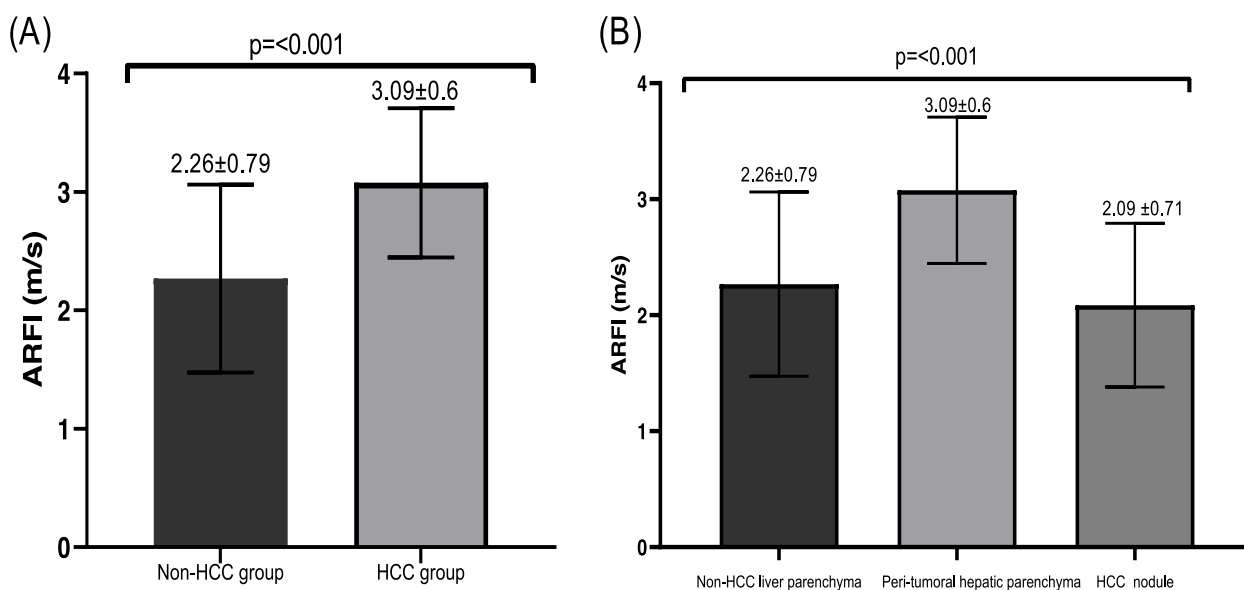 (A)
p=<0.001
4
3
2
1
0
ARFI (m/s)
2.26±0.79
3.09±0.6
Non-HCC group
HCC group
(B)
p=<0.001
4
3
2
1
0
ARFI (m/s)
2.26±0.79
3.09±0.6
2.09 ±0.71
Non-HCC liver parenchyma
Peri-tumoral hepatic parenchyma
HCC nodule